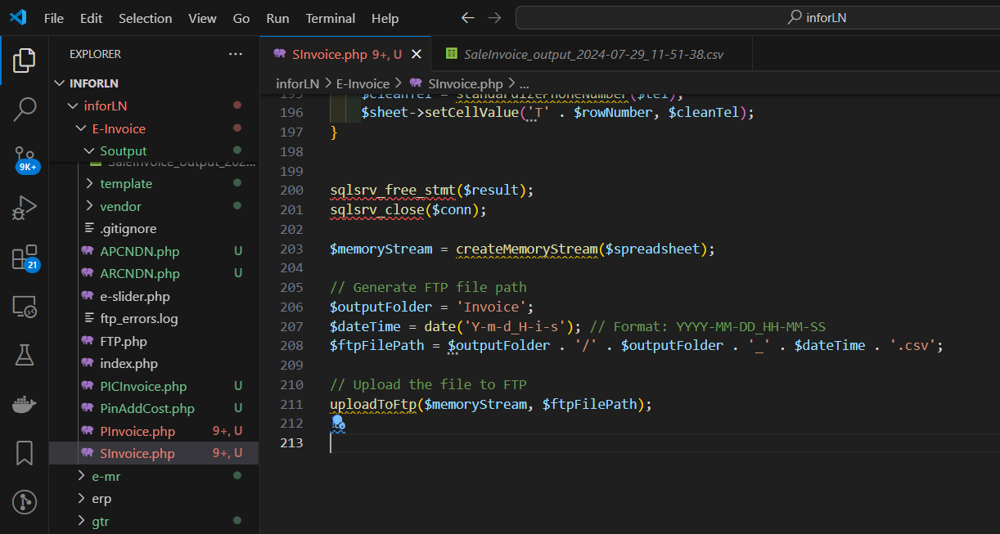 File Edit Selection View Go Run Terminal Help
inforLN
EXPLORER
INFORLN
inforLN
E-Invoice
Soutput
SaleInvoice_output_202...
template
vendor
.gitignore
APCNDN.php U
ARCNDN.php U
e-slider.php
ftp_errors.log
FTP.php
index.php
PICInvoice.php U
PinAddCost.php U
PInvoice.php 9+, U
SInvoice.php 9+, U
e-mr
erp
gtr
9K+
21
SInvoice.php 9+, U
SaleInvoice_output_2024-07-29_11-51-38.csv
inforLN > E-Invoice > SInvoice.php > ...
195 $cleanTel = standardizePhoneNumber($tel);
196 $sheet->setCellValue('T' . $rowNumber, $cleanTel);
197 }
198
199
200 sqlsrv_free_stmt($result);
201 sqlsrv_close($conn);
202
203 $memoryStream = createMemoryStream($spreadsheet);
204
205 // Generate FTP file path
206 $outputFolder = 'Invoice';
207 $dateTime = date('Y-m-d_H-i-s'); // Format: YYYY-MM-DD_HH-MM-SS
208 $ftpFilePath = $outputFolder . '/' . $outputFolder . '_' . $dateTime . '.csv';
209
210 // Upload the file to FTP
211 uploadToFtp($memoryStream, $ftpFilePath);
212
213